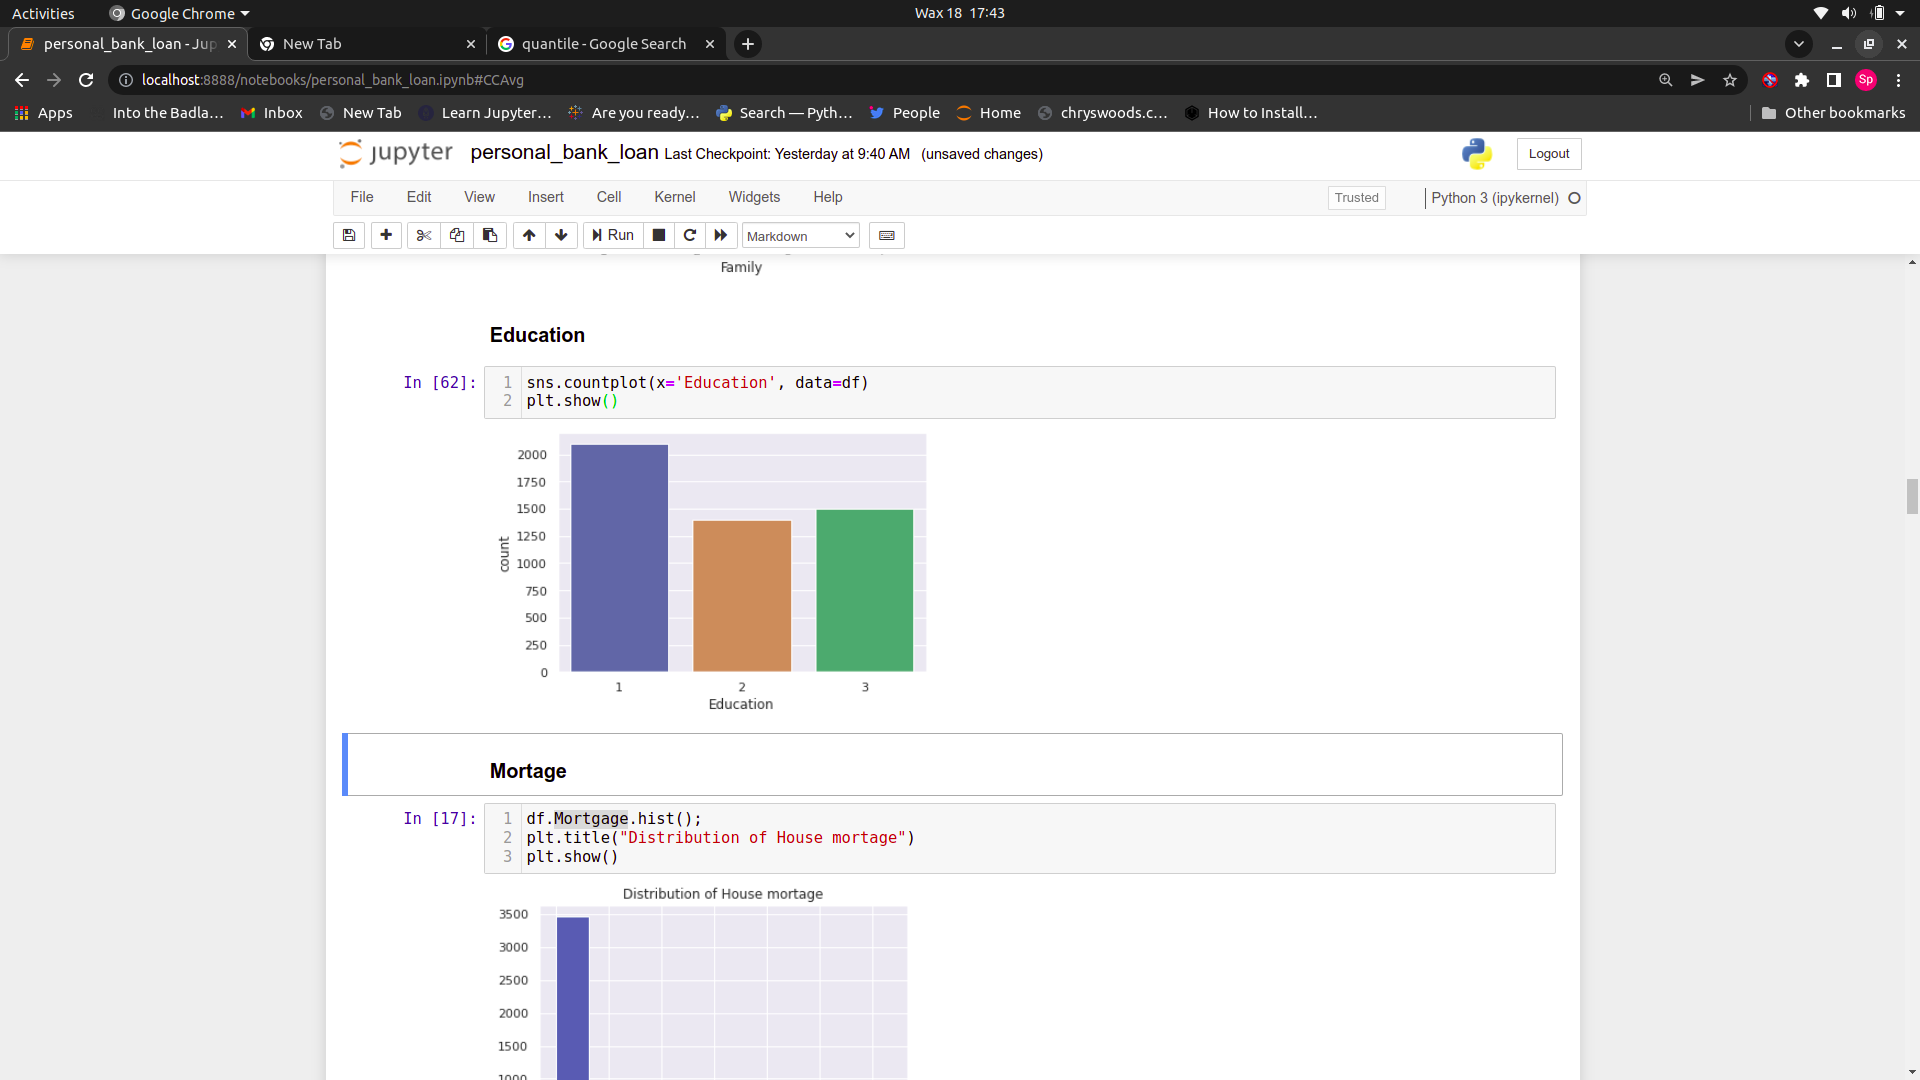 Activities
Google Chrome
Wax 18 17:43
personal_bank_loan - Jup
New Tab
quantile - Google Search
localhost:8888/notebooks/personal_bank_loan.ipynb#CCAvg
Sp
Apps
Into the Badla…
Inbox
New Tab
Learn Jupyter…
Are you ready…
Search — Pyth…
People
Home
chryswoods.c…
How to Install…
Other bookmarks
jupyter
personal_bank_loan Last Checkpoint: Yesterday at 9:40 AM (unsaved changes)
Logout
File Edit View Insert Cell Kernel Widgets Help
Trusted
Python 3 (ipykernel)
Run
Markdown
Family
Education
In [62]:
1 sns.countplot(x='Education', data=df)
2 plt.show()
2000
1750
1500
1250
1000
750
500
250
0
count
1 2 3
Education
Mortage
In [17]:
1 df.Mortgage.hist();
2 plt.title("Distribution of House mortage")
3 plt.show()
Distribution of House mortage
3500
3000
2500
2000
1500
1000